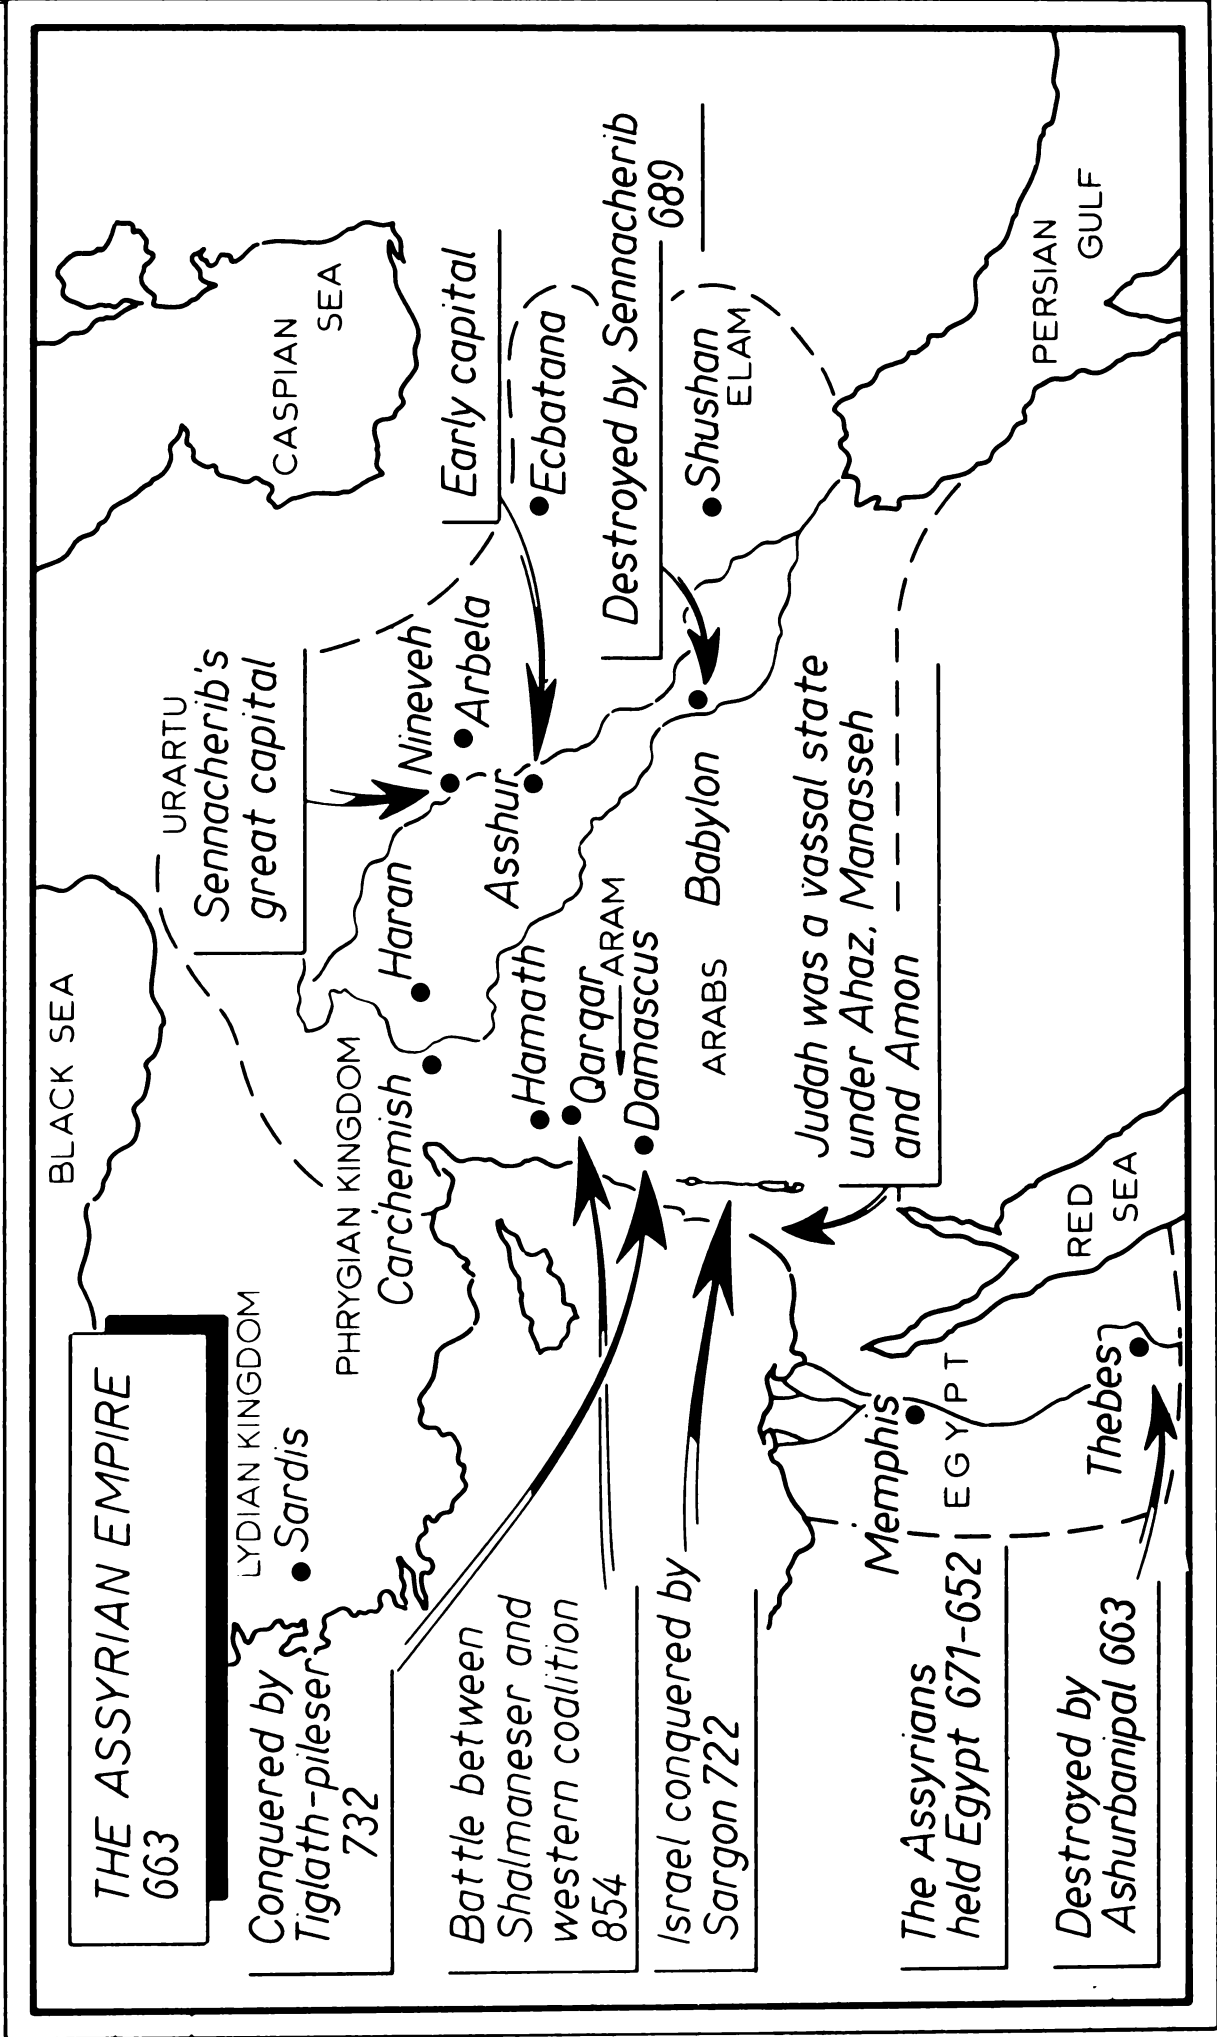 THE ASSYRIAN EMPIRE
663
BLACK SEA
CASPIAN
SEA
URARTU
LYDIAN KINGDOM
Sardis
PHRYGIAN KINGDOM
Sennacherib's
great capital
Conquered by
Tiglath-pileser
732
Carchemish
Haran
Nineveh
Arbela
Early capital
Asshur
Ecbatana
Battle between
Shalmaneser and
western coalition
854
Hamath
Qarqar
ARAM
Damascus
Destroyed by Sennacherib
689
Israel conquered by
Sargon 722
ARABS
Babylon
Shushan
ELAM
Judah was a vassal state
under Ahaz, Manasseh
and Amon
Memphis
EGYPT
The Assyrians
held Egypt 671-652
RED
SEA
PERSIAN
GULF
Thebes
Destroyed by
Ashurbanipal 663